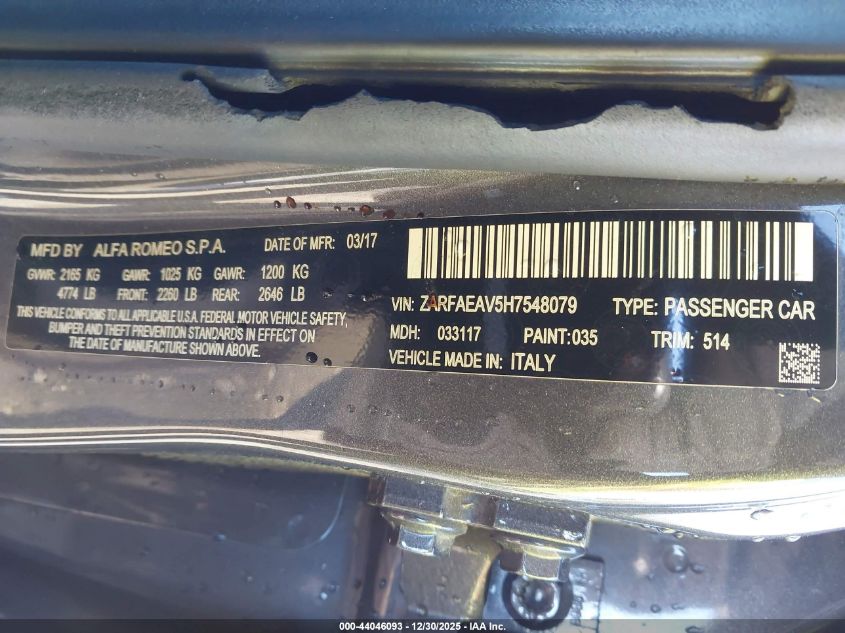 MFD BY ALFA ROMEO S.P.A. DATE OF MFR: 03/17
GVWR: 2165 KG GAWR: 1025 KG GAWR: 1200 KG
4774 LB FRONT: 2260 LB REAR: 2646 LB
THIS VEHICLE CONFORMS TO ALL APPLICABLE U.S.A. FEDERAL MOTOR VEHICLE SAFETY,
BUMPER AND THEFT PREVENTION STANDARDS IN EFFECT ON
THE DATE OF MANUFACTURE SHOWN ABOVE.
VIN: ZARFAEAV5H7548079 TYPE: PASSENGER CAR
MDH: 033117 PAINT:035 TRIM: 514
VEHICLE MADE IN: ITALY
000-44046093 - 12/30/2025 - IAA Inc.